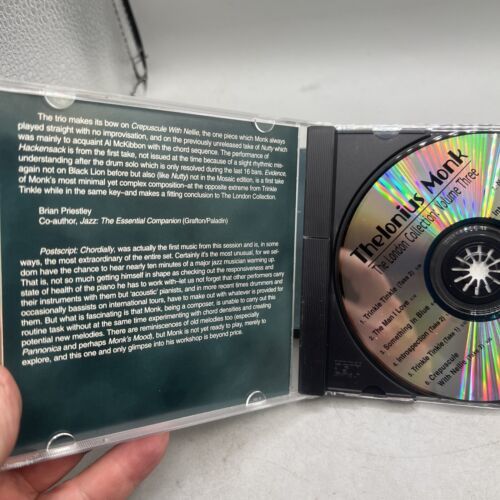 The trio makes its bow on Crepuscule With Nellie, the one piece which Monk always
played straight with no improvisation, and on the previously unreleased take of Nutty which
was mainly to acquaint Al McKibbon with the chord sequence. The performance of
Hackensack is from the first take, not issued at the time because of a slight rhythmic mis-
understanding after the drum solo which is only resolved during the last 16 bars. Evidence,
again not on Black Lion before but also (like Nutty) not in the Mosaic edition, is a first take
of Monk's most minimal yet complex composition-at the opposite extreme from Trinkle
Tinkle while in the same key-and makes a fitting conclusion to The London Collection.
Brian Priestley
Co-author, Jazz: The Essential Companion (Grafton/Paladin)
Postscript: Chordially, was actually the first music from this session and is, in some
ways, the most extraordinary of the entire set. Certainly it's the most unusual, for we sel-
dom have the chance to hear nearly ten minutes of a major jazz musician warming up.
That is, not so much getting himself in shape as checking out the responsiveness and
state of health of the piano he has to work with-let us not forget that other performers carry
their instruments with them but 'acoustic' pianists, and in more recent times drummers and
occasionally bassists on international tours, have to make out with whatever is provided for
them. But what is fascinating is that Monk, being a composer, is unable to carry out this
routine task without at the same time experimenting with chord densities and creating
potential new melodies. There are reminiscences of old melodies (too especially
Pannonica and perhaps Monk's Mood), but Monk is not yet ready to play, merely to
explore, and this one and only glimpse into his workshop is beyond price.
Thelonius Monk
The London Collection: Volume Three
1. Trinkle Tinkle (Take 2)
2. The Man I Love
3. Something in Blue
4. Introspection (Take 2)
5. Trinkle Tinkle (Take 1)
6. Crepuscule
With Nellie